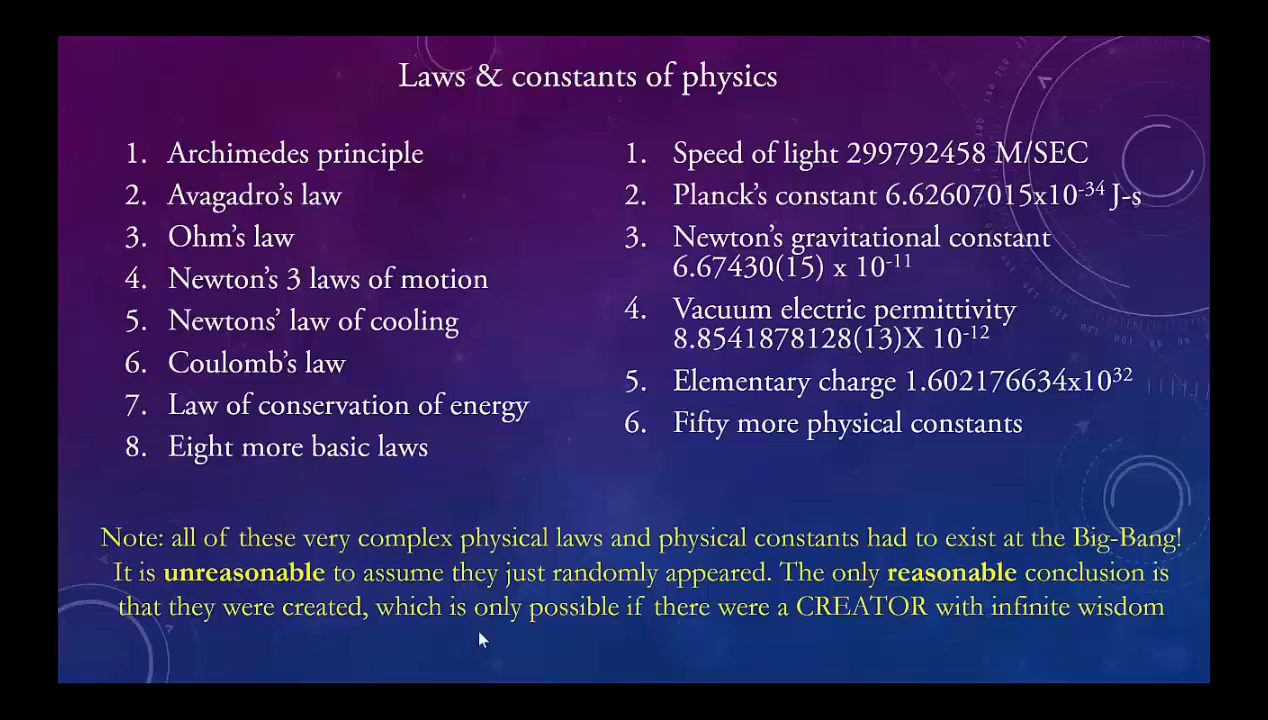 Laws & constants of physics
1. Archimedes principle
2. Avagadro's law
3. Ohm's law
4. Newton's 3 laws of motion
5. Newtons' law of cooling
6. Coulomb's law
7. Law of conservation of energy
8. Eight more basic laws
1. Speed of light 299792458 M/SEC
2. Planck's constant 6.62607015x10⁻³⁴ J-s
3. Newton's gravitational constant
6.67430(15) x 10⁻¹¹
4. Vacuum electric permittivity
8.8541878128(13)X 10⁻¹²
5. Elementary charge 1.602176634x10³²
6. Fifty more physical constants
Note: all of these very complex physical laws and physical constants had to exist at the Big-Bang!
It is unreasonable to assume they just randomly appeared. The only reasonable conclusion is
that they were created, which is only possible if there were a CREATOR with infinite wisdom